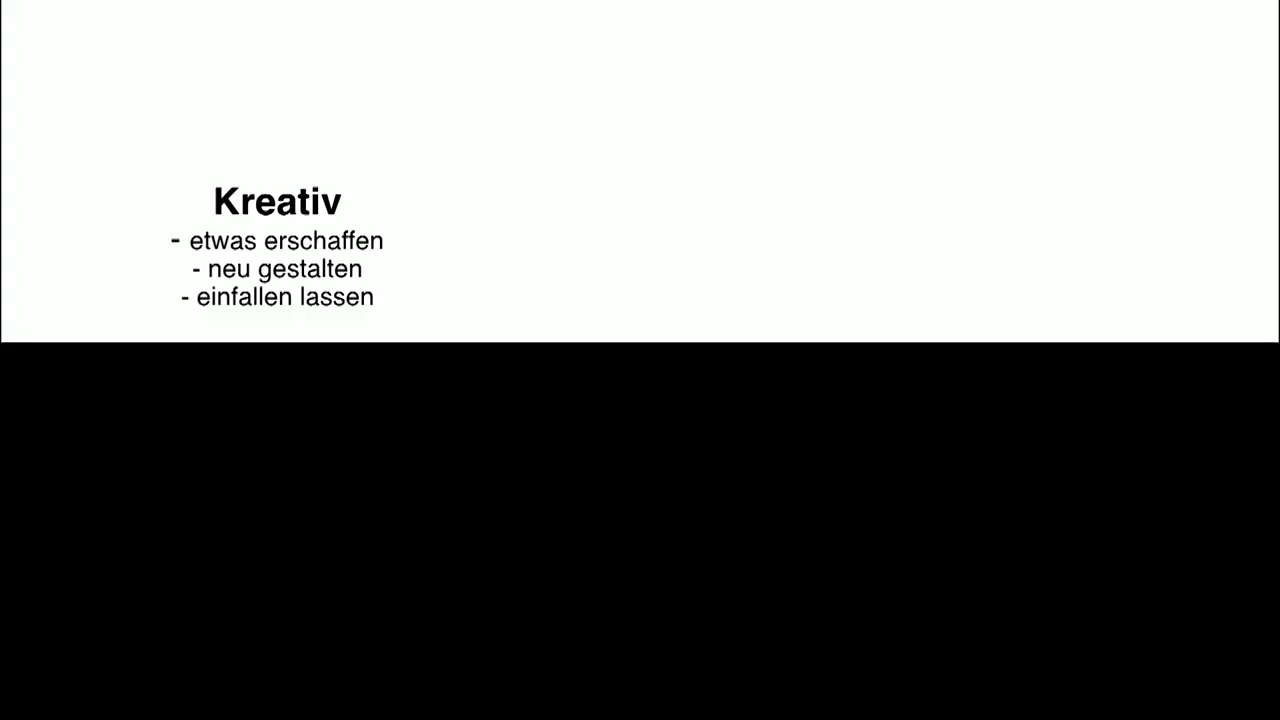 Kreativ
- etwas erschaffen
- neu gestalten
- einfallen lassen